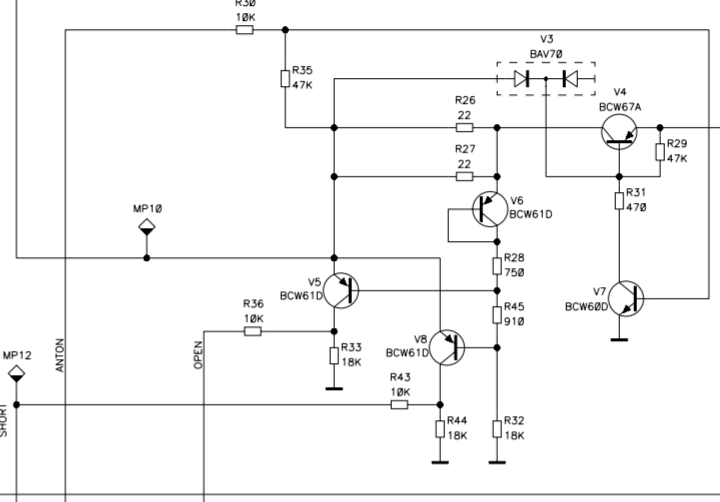 R30
10K
V3
BAV70
R35
47K
V4
BCW67A
R26
22
R29
47K
R27
22
R31
470
V6
BCW61D
MP10
R28
750
V5
BCW61D
V7
BCW60D
R36
10K
R45
910
V8
BCW61D
R33
18K
MP12
ANTON
OPEN
R43
10K
SHORT
R44
18K
R32
18K